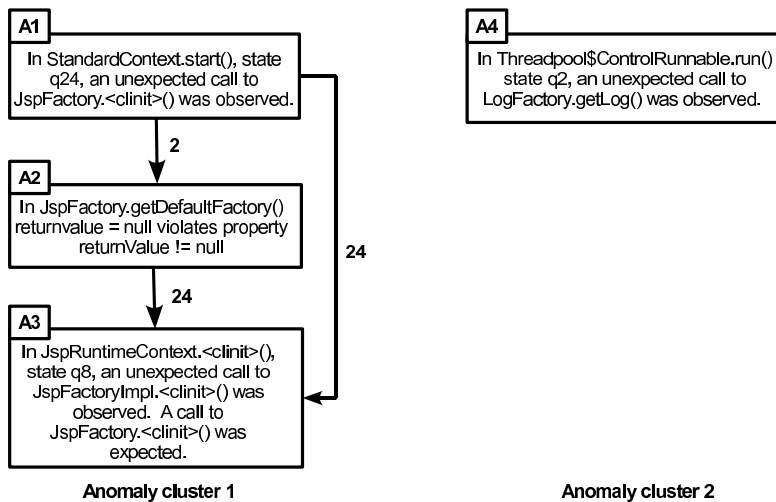 A1
In StandardContext.start(), state
q24, an unexpected call to
JspFactory.<clinit>() was observed.
2
A2
In JspFactory.getDefaultFactory()
returnvalue = null violates property
returnValue != null
24
24
A3
In JspRuntimeContext.<clinit>(),
state q8, an unexpected call to
JspFactoryImpl.<clinit>() was
observed. A call to
JspFactory.<clinit>() was
expected.
Anomaly cluster 1
A4
In Threadpool$ControlRunnable.run()
state q2, an unexpected call to
LogFactory.getLog() was observed.
Anomaly cluster 2